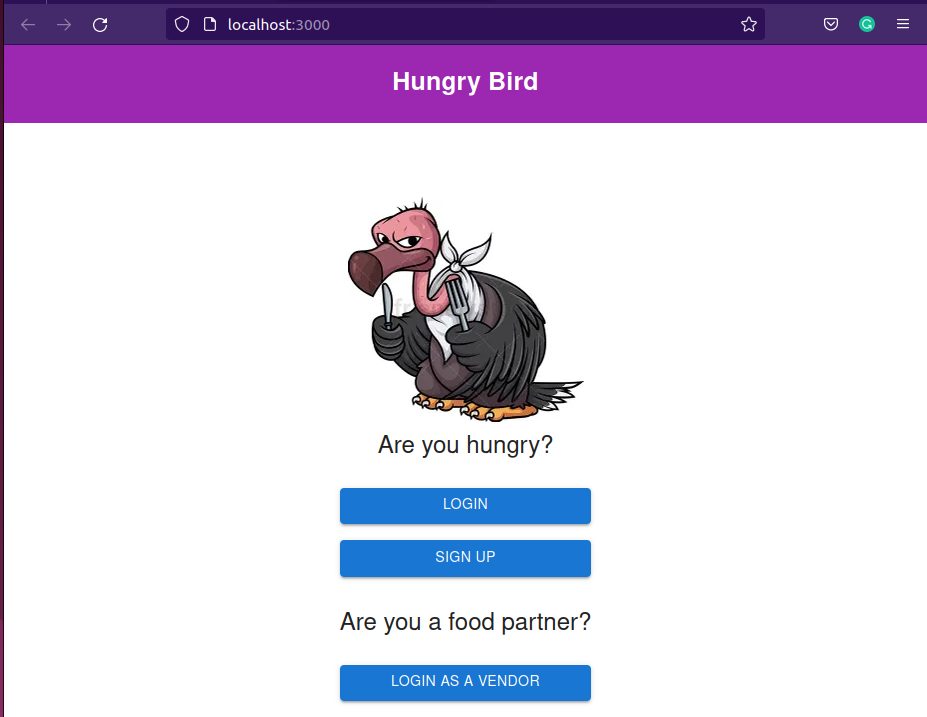 localhost:3000
Hungry Bird
Are you hungry?
LOGIN
SIGN UP
Are you a food partner?
LOGIN AS A VENDOR